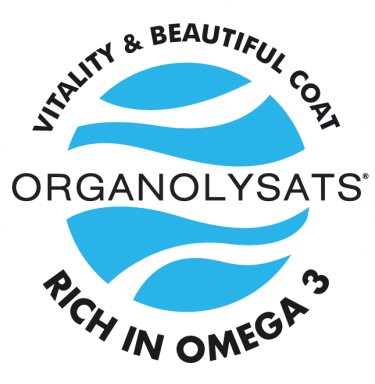 VITALITY & BEAUTIFUL COAT
ORGANOLYSATS®
RICH IN OMEGA 3